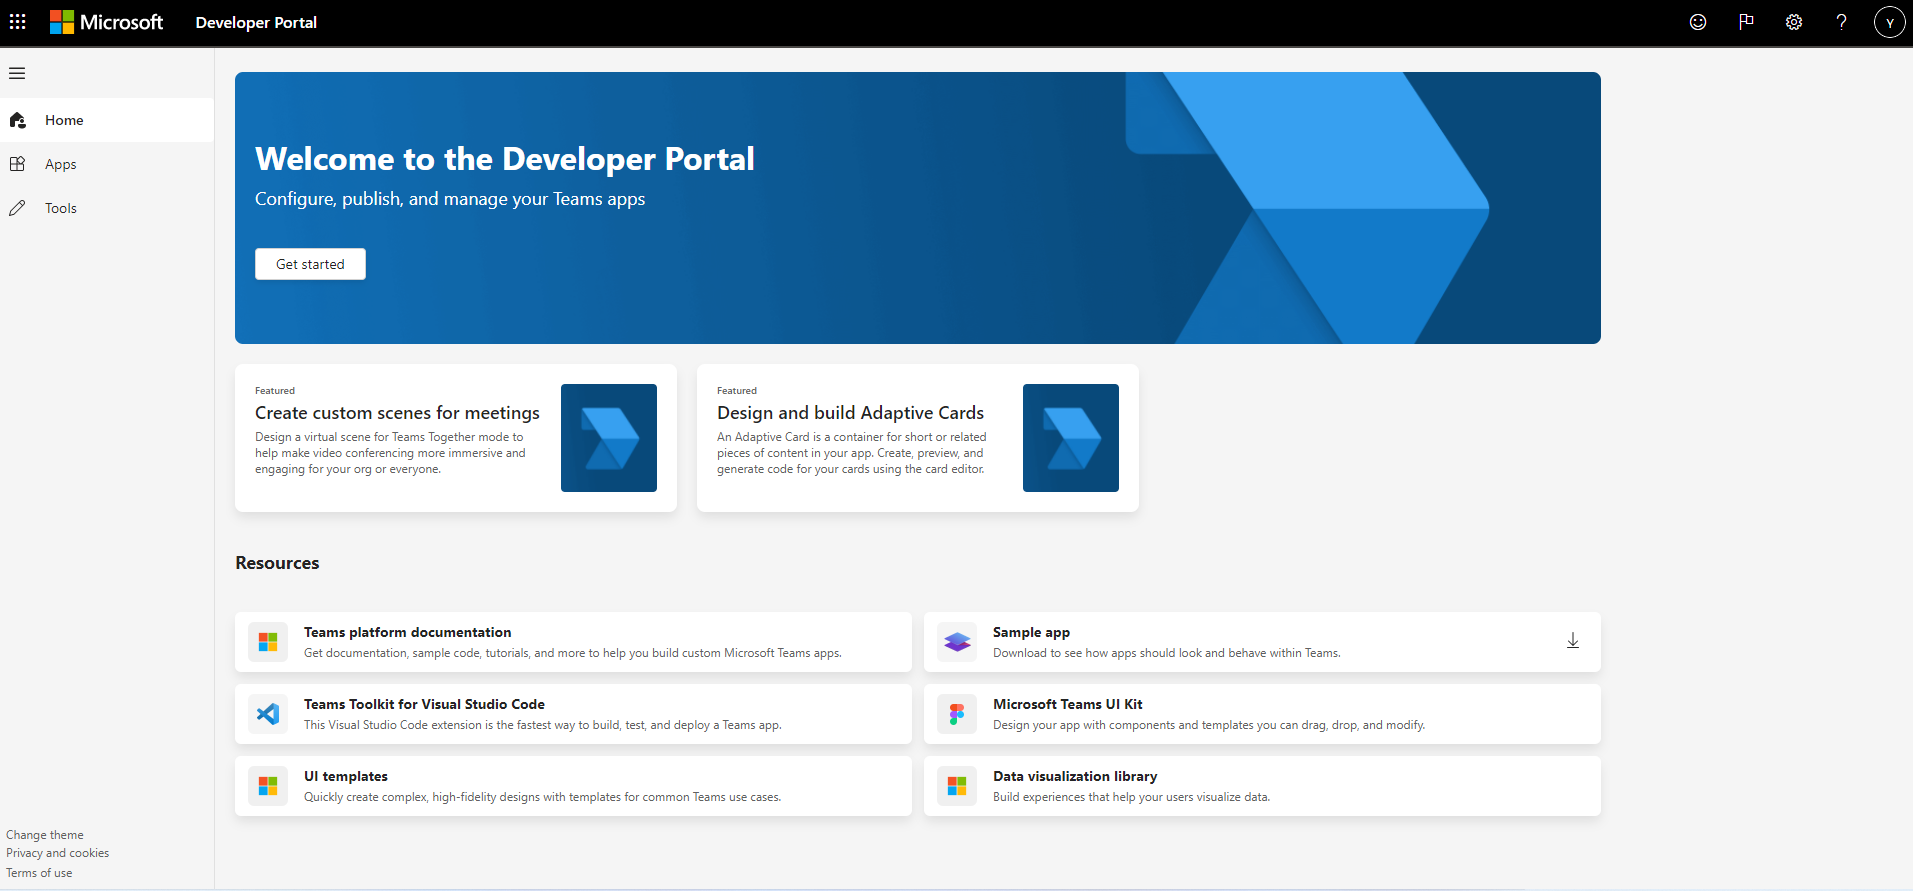 Microsoft
Developer Portal
Y
Home
Apps
Tools
Welcome to the Developer Portal
Configure, publish, and manage your Teams apps
Get started
Featured
Create custom scenes for meetings
Design a virtual scene for Teams Together mode to
help make video conferencing more immersive and
engaging for your org or everyone.
Featured
Design and build Adaptive Cards
An Adaptive Card is a container for short or related
pieces of content in your app. Create, preview, and
generate code for your cards using the card editor.
Resources
Teams platform documentation
Get documentation, sample code, tutorials, and more to help you build custom Microsoft Teams apps.
Sample app
Download to see how apps should look and behave within Teams.
Teams Toolkit for Visual Studio Code
This Visual Studio Code extension is the fastest way to build, test, and deploy a Teams app.
Microsoft Teams UI Kit
Design your app with components and templates you can drag, drop, and modify.
UI templates
Quickly create complex, high-fidelity designs with templates for common Teams use cases.
Data visualization library
Build experiences that help your users visualize data.
Change theme
Privacy and cookies
Terms of use